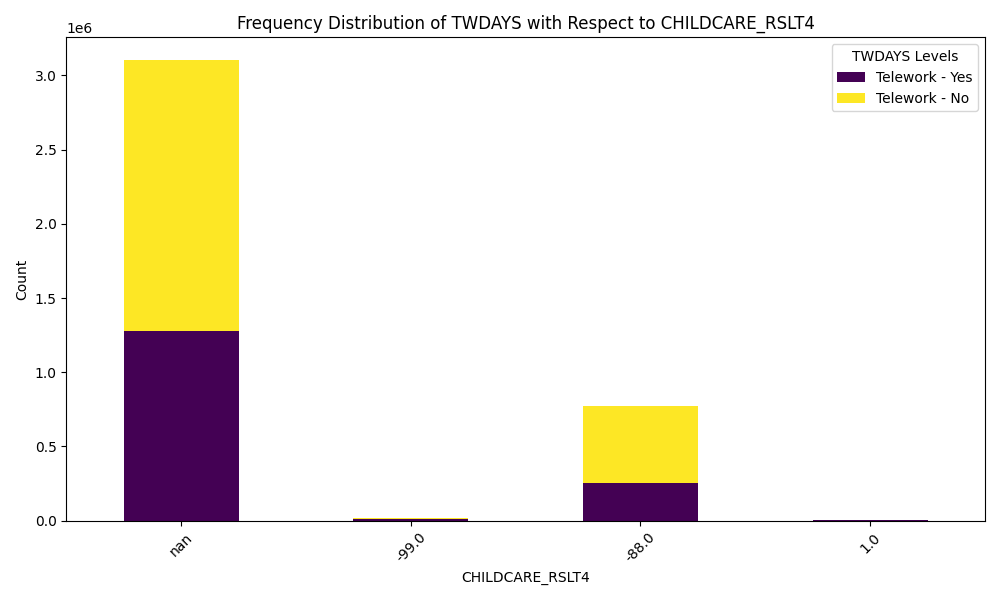 Frequency Distribution of TWDAYS with Respect to CHILDCARE_RSLT4
1e6
TWDAYS Levels
Telework - Yes
Telework - No
3.0
2.5
2.0
1.5
1.0
0.5
0.0
Count
nan
-99.0
-88.0
1.0
CHILDCARE_RSLT4